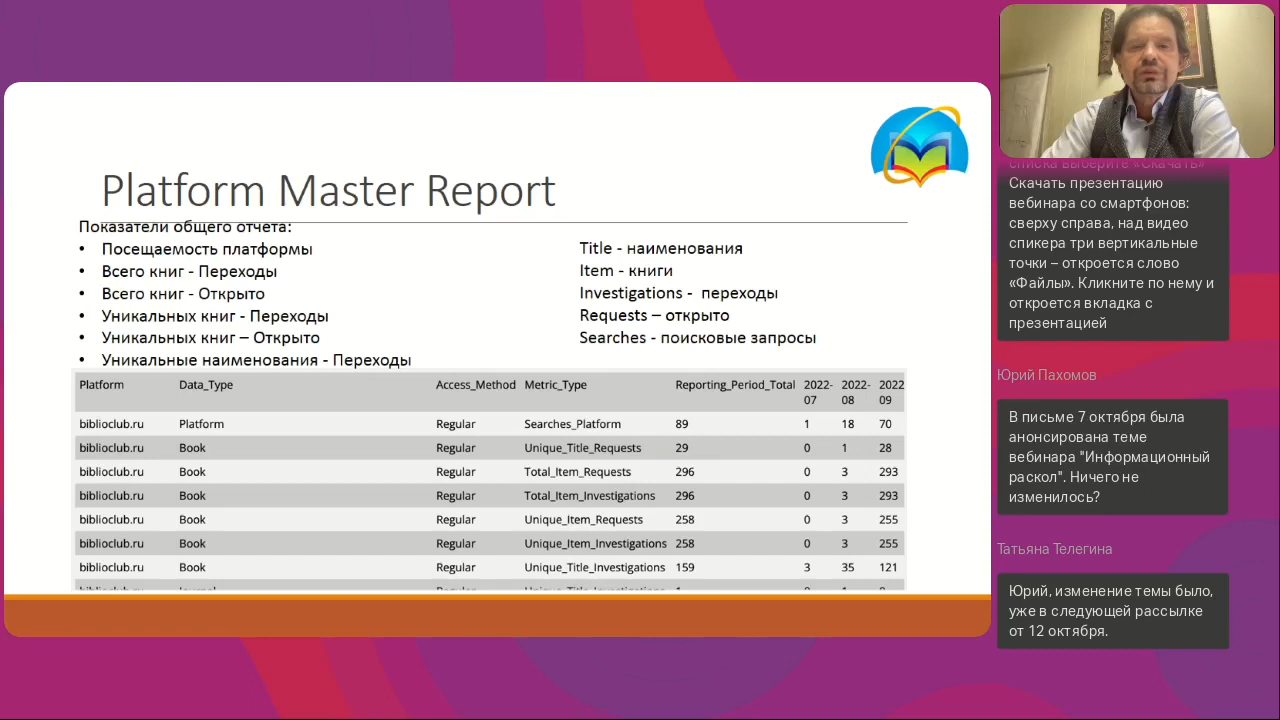 Platform Master Report
Показатели общего отчета:
• Посещаемость платформы
• Всего книг - Переходы
• Всего книг - Открыто
• Уникальных книг - Переходы
• Уникальных книг – Открыто
• Уникальные наименования - Переходы
Title - наименования
Item - книги
Investigations - переходы
Requests – открыто
Searches - поисковые запросы
Platform Data_Type Access_Method Metric_Type Reporting_Period_Total 2022-07 2022-08 2022 09
biblioclub.ru Platform Regular Searches_Platform 89 1 18 70
biblioclub.ru Book Regular Unique_Title_Requests 29 0 1 28
biblioclub.ru Book Regular Total_Item_Requests 296 0 3 293
biblioclub.ru Book Regular Total_Item_Investigations 296 0 3 293
biblioclub.ru Book Regular Unique_Item_Requests 258 0 3 255
biblioclub.ru Book Regular Unique_Item_Investigations 258 0 3 255
biblioclub.ru Book Regular Unique_Title_Investigations 159 3 35 121
списка выберите «Скачать»
Скачать презентацию
вебинара со смартфонов:
сверху справа, над видео
спикера три вертикальные
точки – откроется слово
«Файлы». Кликните по нему и
откроется вкладка с
презентацией
Юрий Пахомов
В письме 7 октября была
анонсирована теме
вебинара "Информационный
раскол". Ничего не
изменилось?
Татьяна Телегина
Юрий, изменение темы было,
уже в следующей рассылке
от 12 октября.